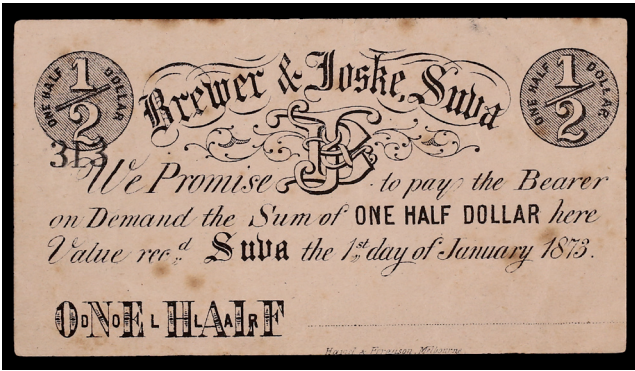 ONE HALF DOLLAR 1/2
Brewer & Joske, Suva
ONE HALF DOLLAR 1/2
313
We Promise to pay the Bearer
on Demand the Sum of ONE HALF DOLLAR here
Value rec.d Suva the 1st day of January 1873.
ONE HALF
DOLLAR
Melbourne